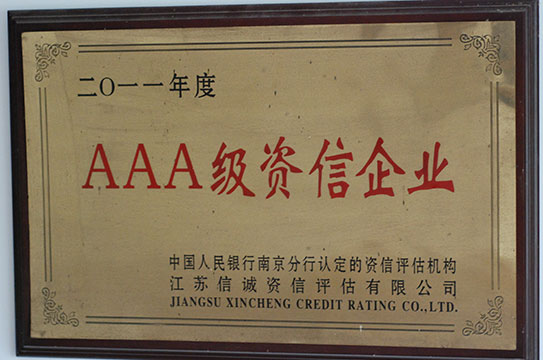 二〇一一年度
AAA级资信企业
中国人民银行南京分行认定的资信评估机构
江苏信诚资信评估有限公司
JIANGSU XINCHENG CREDIT RATING CO.,LTD.